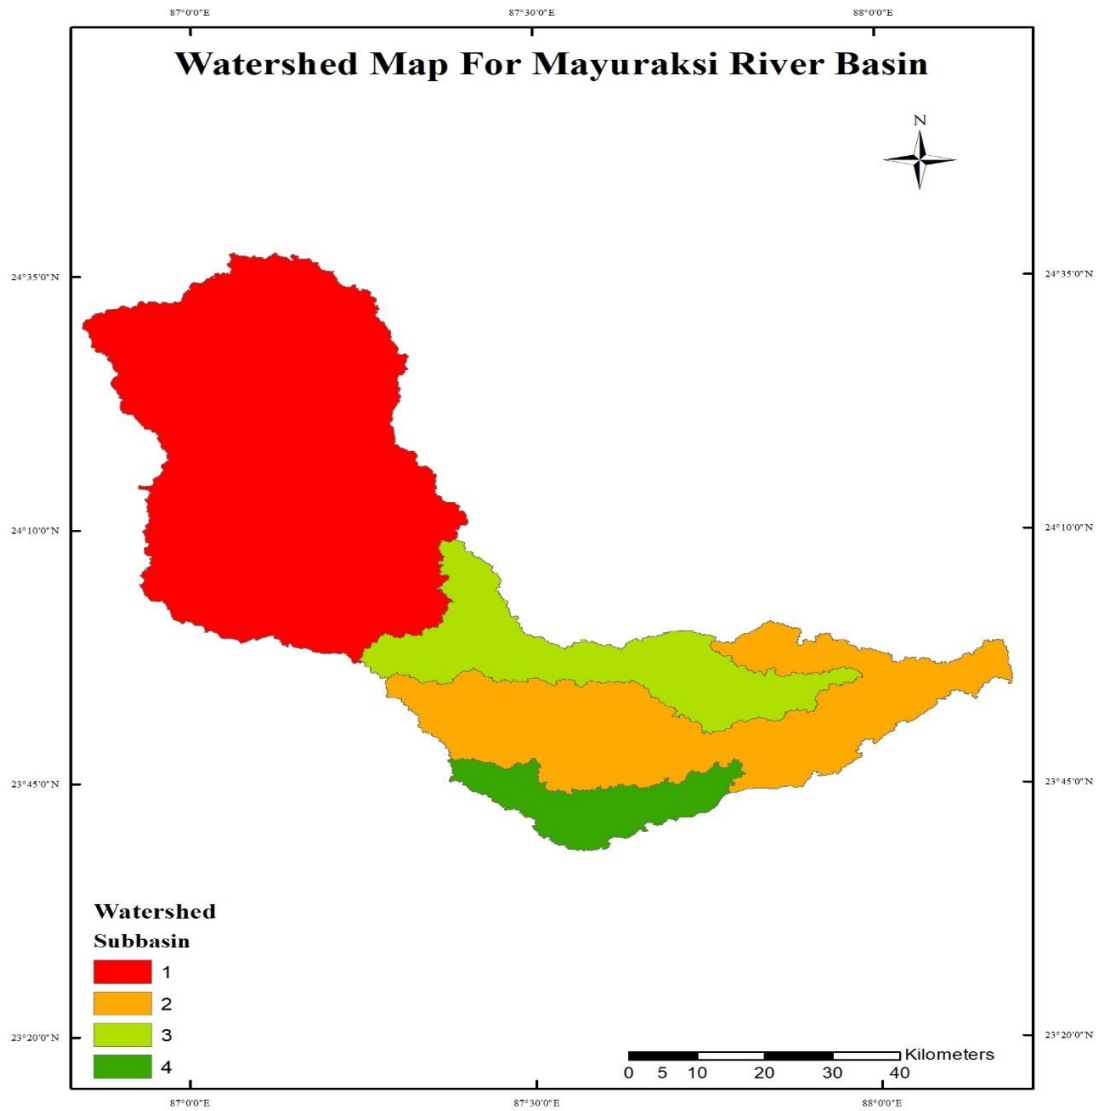 87°0'0"E 87°30'0"E 88°0'0"E
Watershed Map For Mayuraksi River Basin
N
24°35'0"N 24°35'0"N
24°10'0"N 24°10'0"N
23°45'0"N 23°45'0"N
Watershed
Subbasin
1
2
3
4
23°20'0"N 23°20'0"N
Kilometers
0 5 10 20 30 40
87°0'0"E 87°30'0"E 88°0'0"E